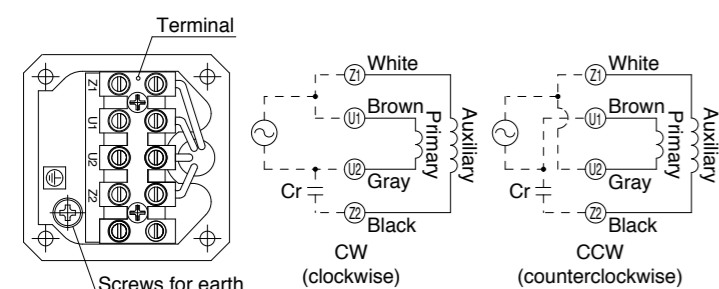 Terminal
Z1
U1
U2
Z2
Screws for earth
Z1 White
U1 Brown
Primary
Auxiliary
U2 Gray
Cr
Z2 Black
CW
(clockwise)
Z1 White
U1 Brown
Primary
Auxiliary
U2 Gray
Cr
Z2 Black
CCW
(counterclockwise)